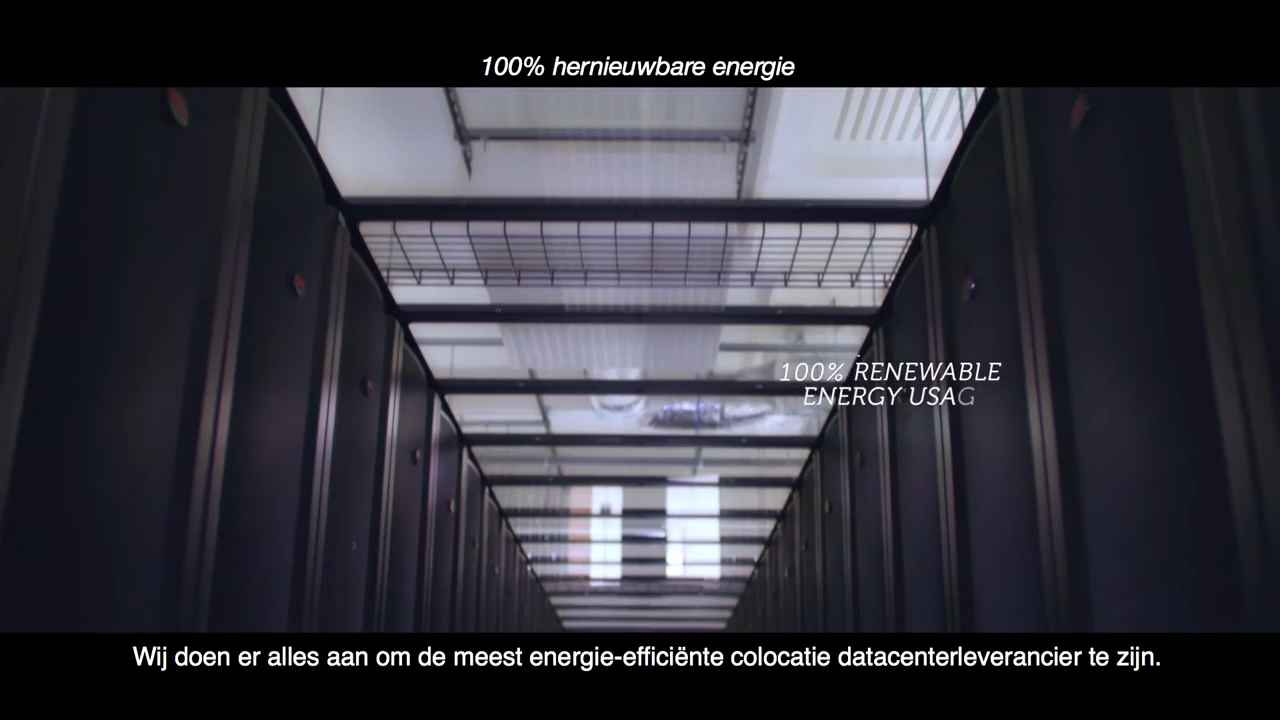 100% hernieuwbare energie
100% RENEWABLE
ENERGY USAG
Wij doen er alles aan om de meest energie-efficiënte colocatie datacenterleverancier te zijn.